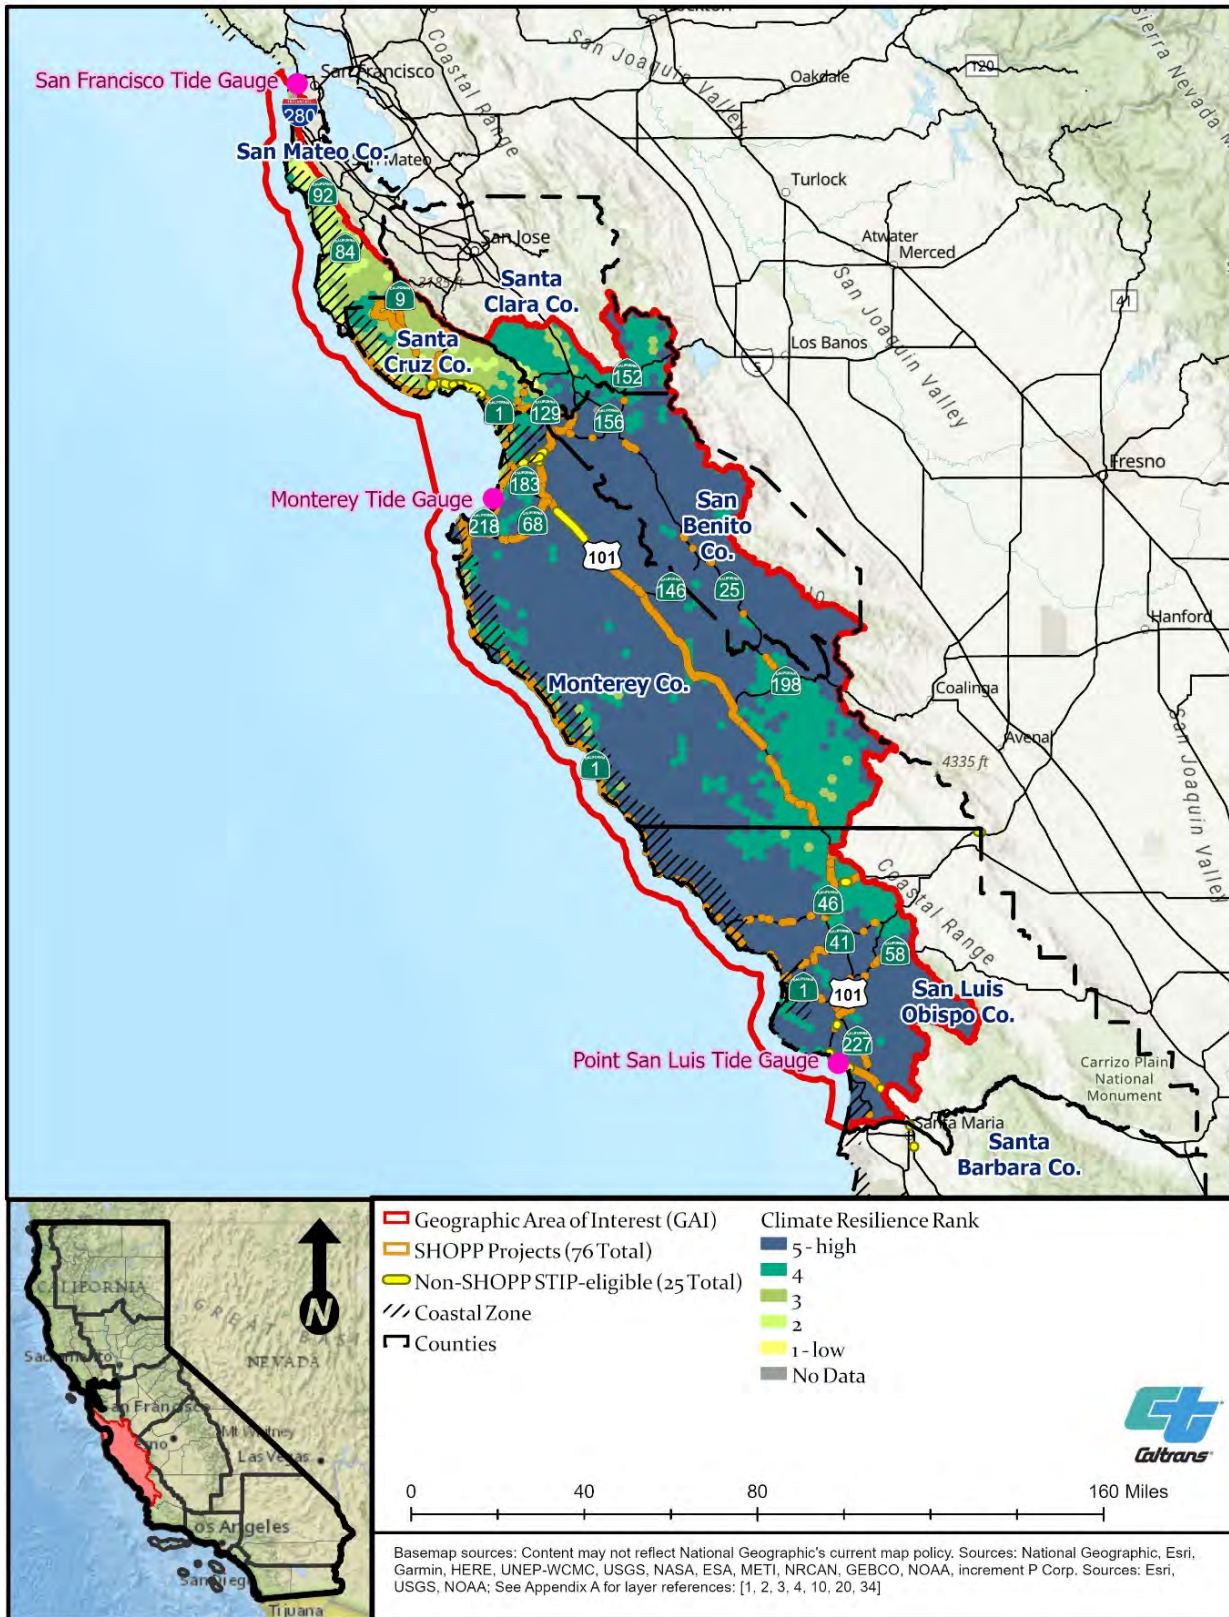 Stockton
Coastal Range
San Joaquin Valley
Sierra Nevada
120
Oakdale
San Francisco Tide Gauge
San Francisco
280
San Mateo Co.
San Mateo
92
Turlock
84
San Jose
Atwater
Merced
3185 ft
9
Santa
Clara Co.
San Joaquin Valley
41
Santa
Cruz Co.
Los Banos
5
152
1
129
156
Fresno
183
Monterey Tide Gauge
218
68
San
Benito
Co.
101
146
25
Hanford
198
Monterey Co.
Coalinga
Avenal
San Joaquin Valley
4335 ft
1
Coastal Range
46
41
58
1
101
San Luis
Obispo Co.
227
Point San Luis Tide Gauge
Carrizo Plain
National
Monument
Santa Maria
Santa
Barbara Co.
Geographic Area of Interest (GAI)
SHOPP Projects (76 Total)
Non-SHOPP STIP-eligible (25 Total)
Coastal Zone
Counties
Climate Resilience Rank
5 - high
4
3
2
1 - low
No Data
N
CALIFORNIA
GREAT BAS
NEVADA
Sacramento
San Francisco
Mt Whitney
Las Vegas
Los Angeles
San Diego
Tijuana
Ct
Caltrans
0 40 80 160 Miles
Basemap sources: Content may not reflect National Geographic's current map policy. Sources: National Geographic, Esri,
Garmin, HERE, UNEP-WCMC, USGS, NASA, ESA, METI, NRCAN, GEBCO, NOAA, increment P Corp. Sources: Esri,
USGS, NOAA; See Appendix A for layer references: [1, 2, 3, 4, 10, 20, 34]